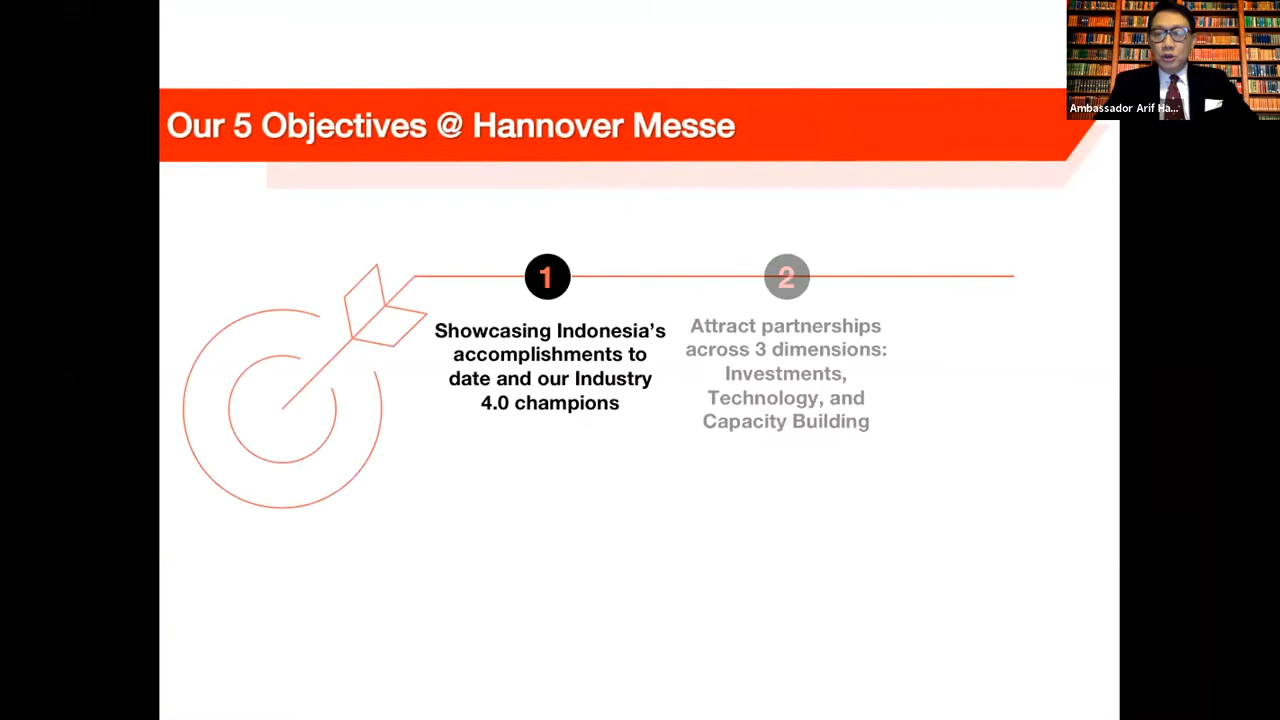 Our 5 Objectives @ Hannover Messe
Ambassador Arif Ha...
1
Showcasing Indonesia's
accomplishments to
date and our Industry
4.0 champions
2
Attract partnerships
across 3 dimensions:
Investments,
Technology, and
Capacity Building